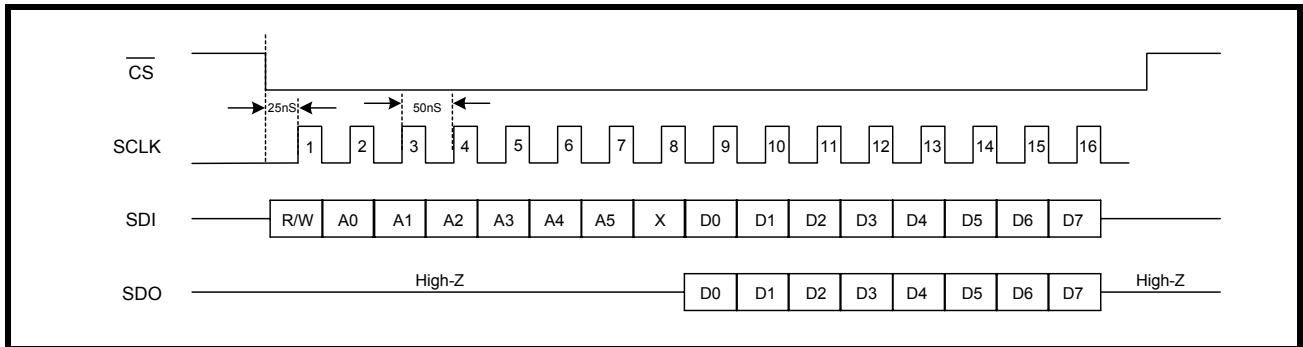 CS
25nS 50nS
SCLK 1 2 3 4 5 6 7 8 9 10 11 12 13 14 15 16
SDI R/W A0 A1 A2 A3 A4 A5 X D0 D1 D2 D3 D4 D5 D6 D7
High-Z High-Z
SDO D0 D1 D2 D3 D4 D5 D6 D7